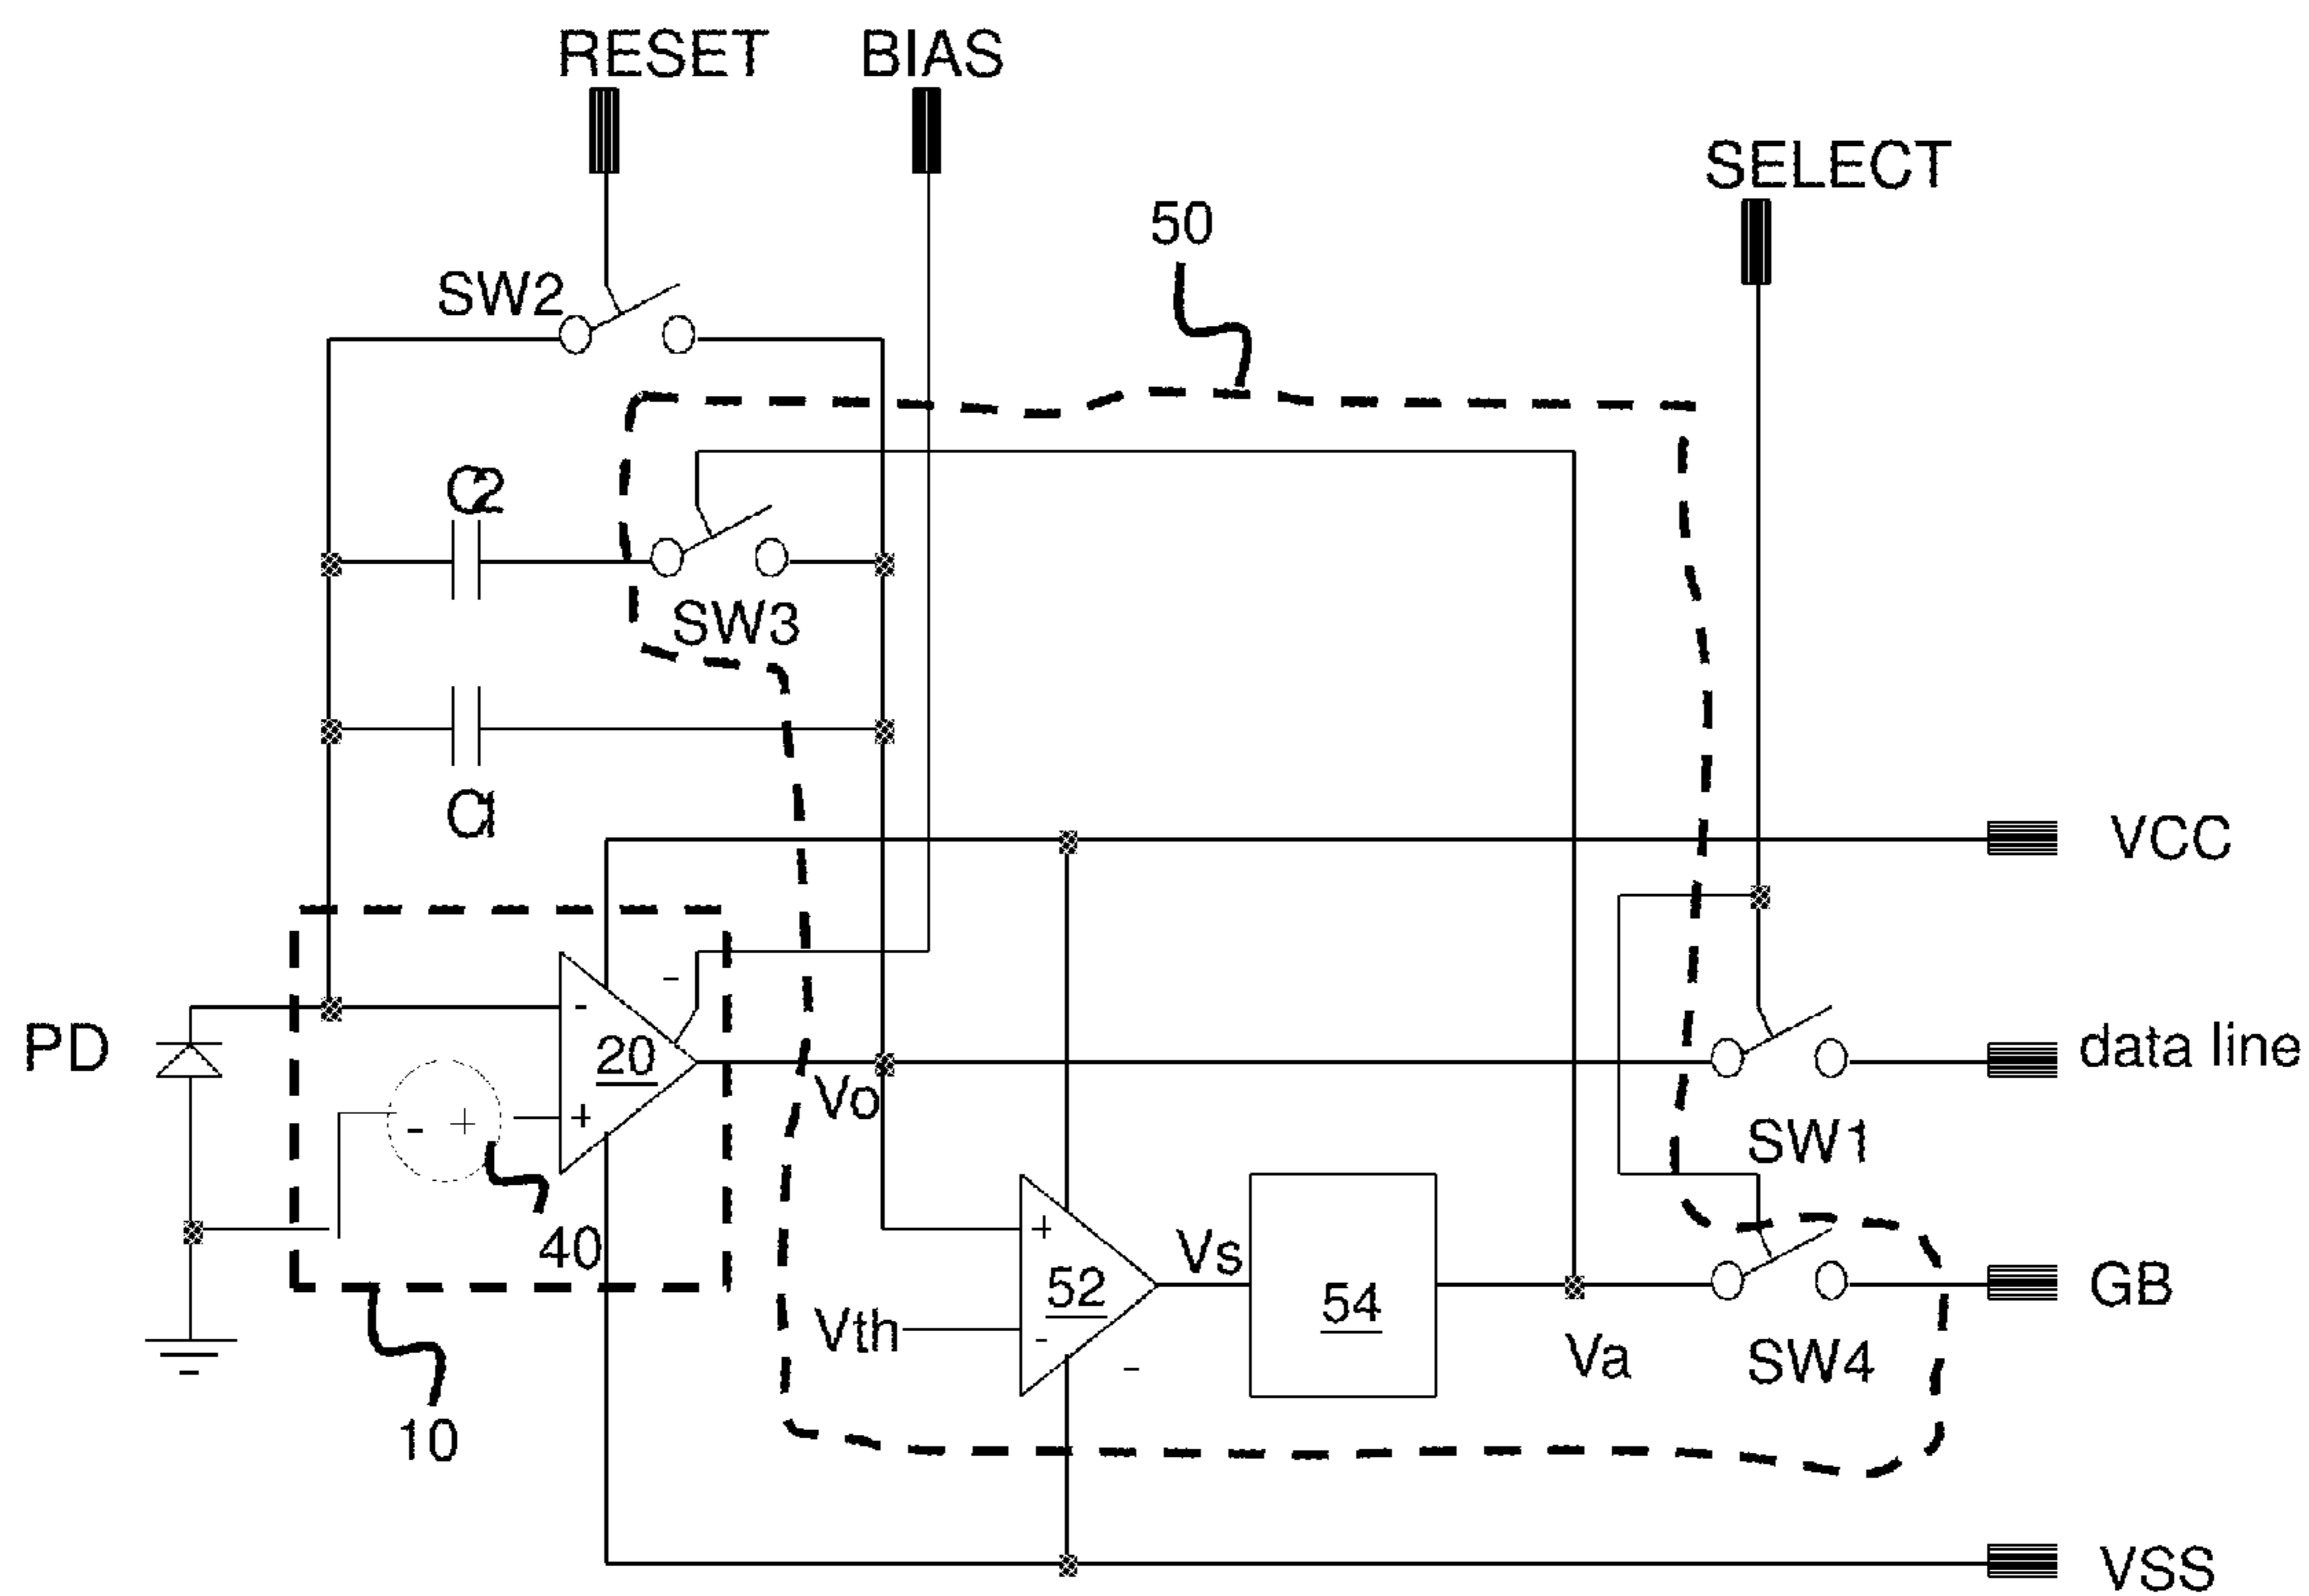 RESET
BIAS
SELECT
50
SW2
C2
SW3
C1
VCC
-
-
20
+
PD
- +
40
10
Vo
data line
SW1
+
52
-
-
Vs
Vth
54
Va
GB
SW4
VSS